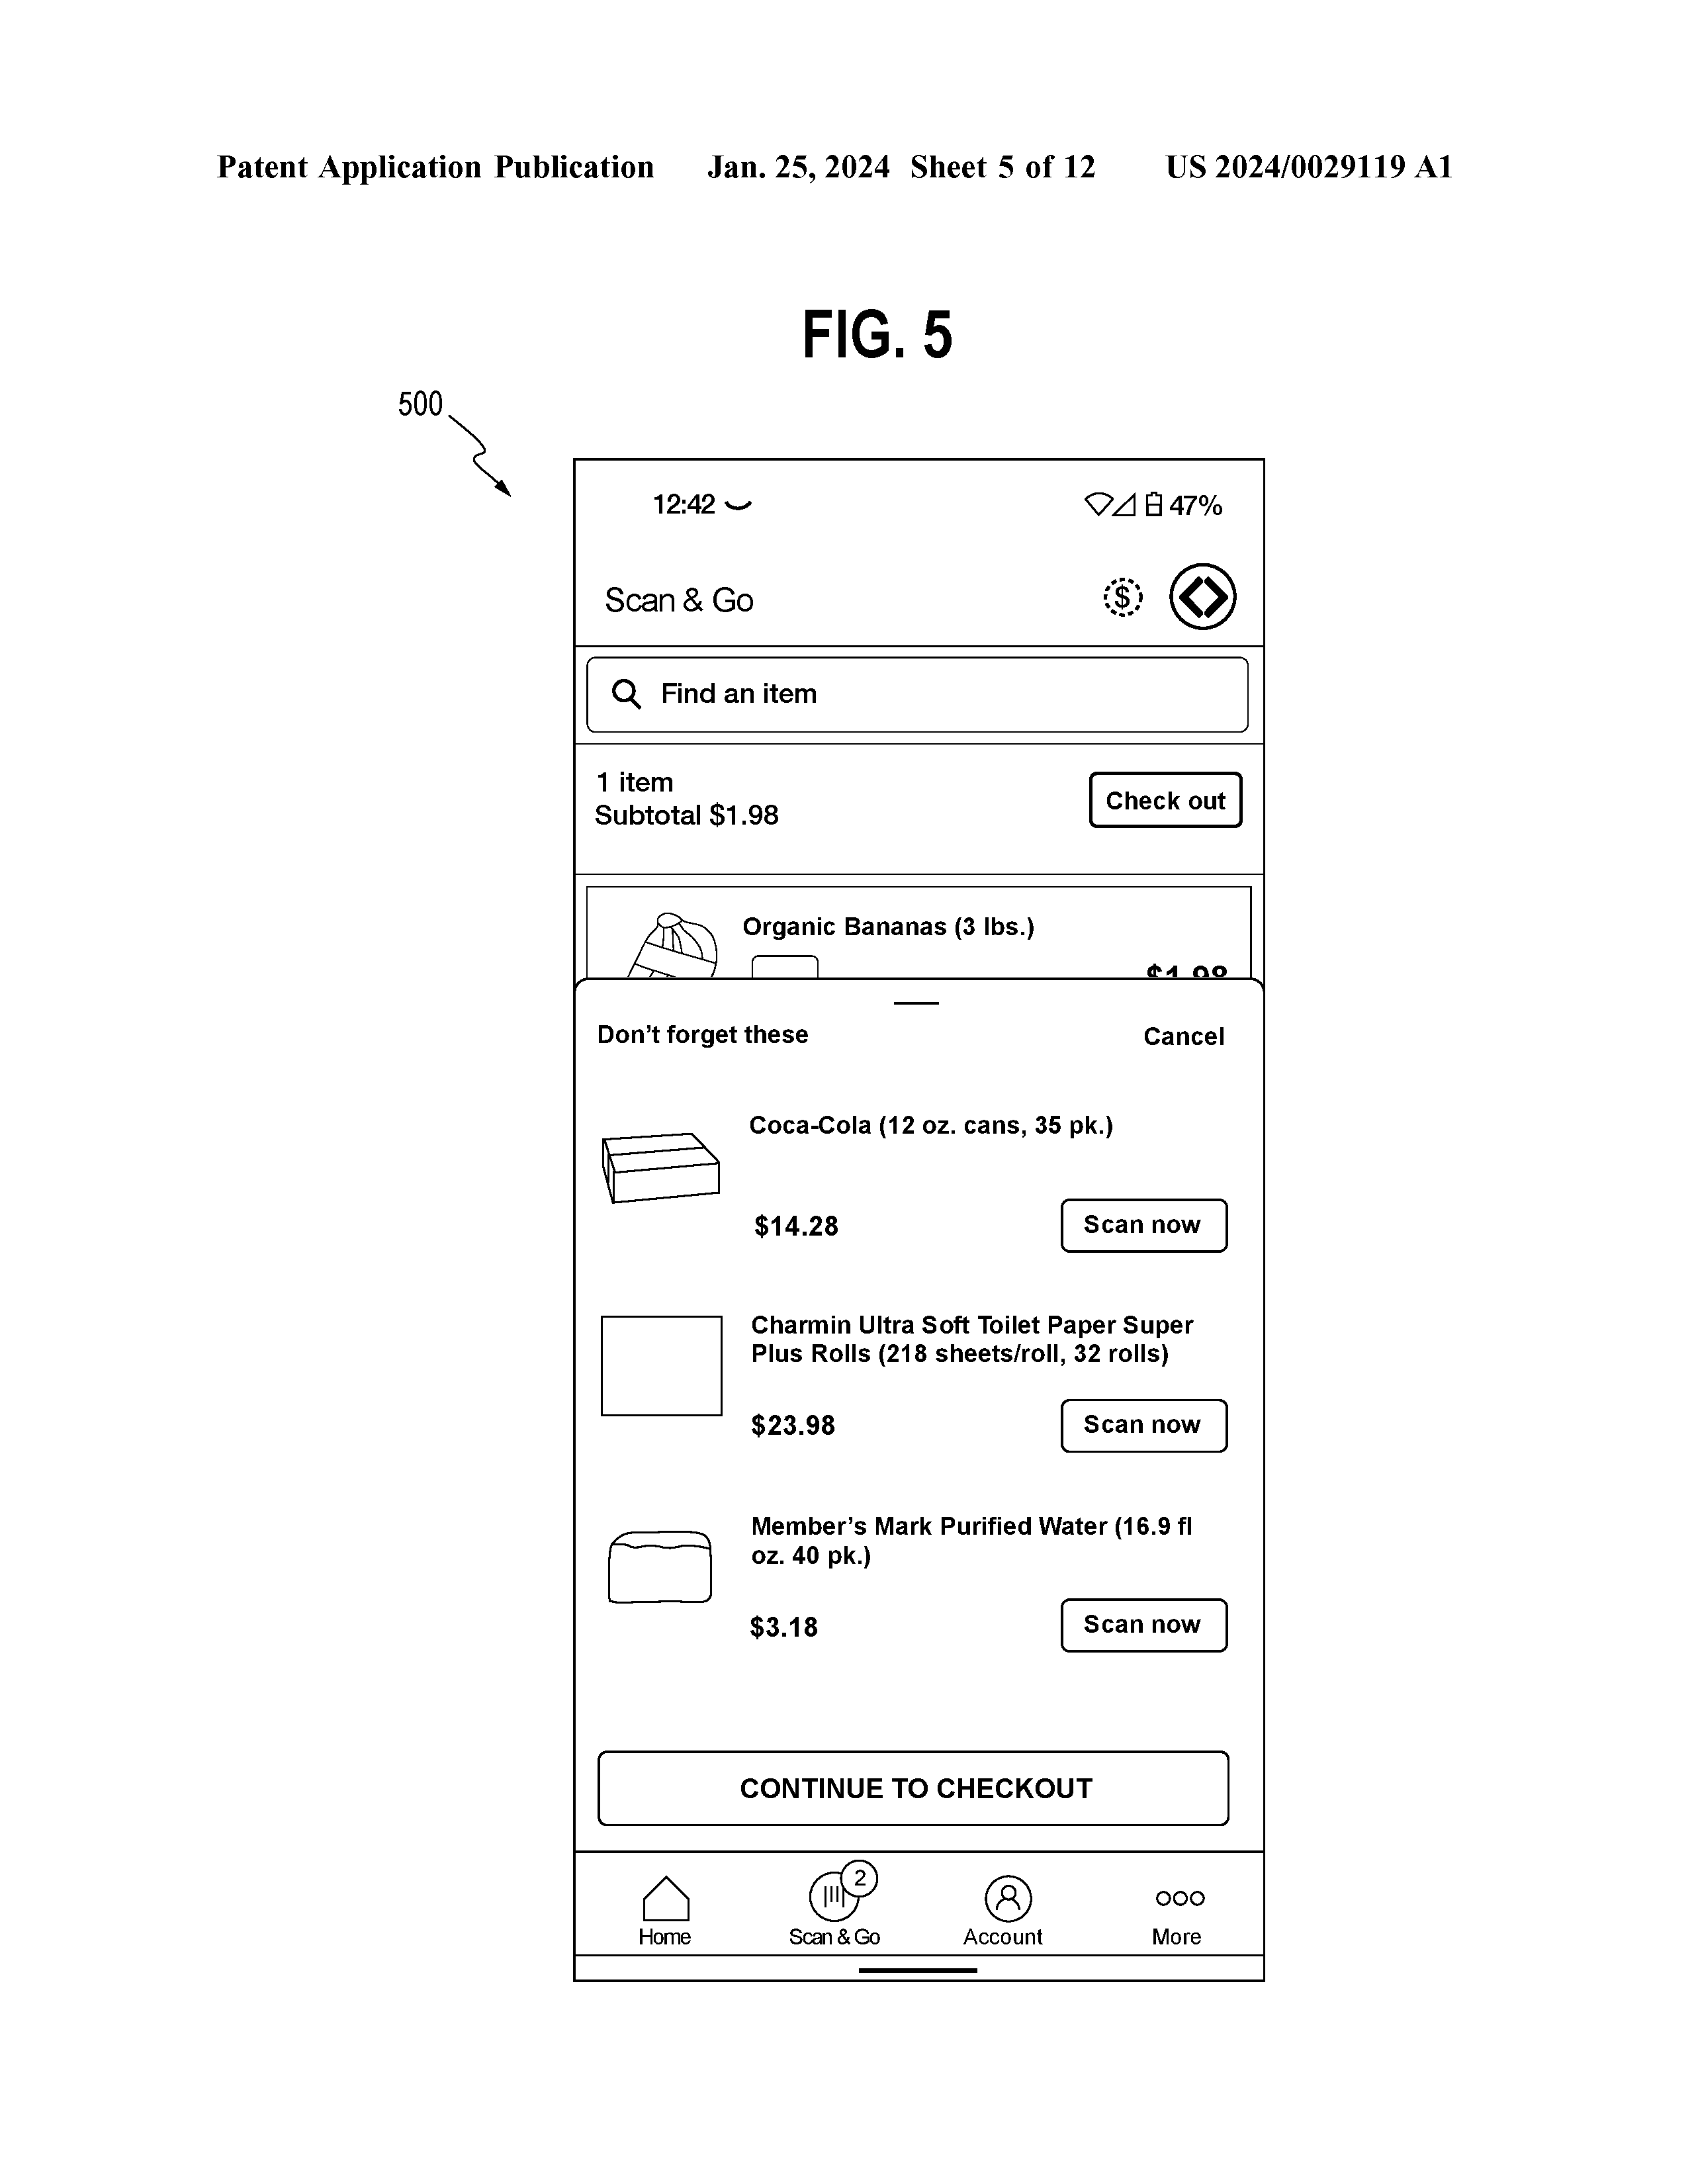 Patent Application Publication Jan. 25, 2024 Sheet 5 of 12 US 2024/0029119 A1
FIG. 5
500
12:42 47%
Scan & Go $
Find an item
1 item
Subtotal $1.98
Check out
Organic Bananas (3 lbs.)
$1.98
Don't forget these Cancel
Coca-Cola (12 oz. cans, 35 pk.)
$14.28 Scan now
Charmin Ultra Soft Toilet Paper Super
Plus Rolls (218 sheets/roll, 32 rolls)
$23.98 Scan now
Member's Mark Purified Water (16.9 fl
oz. 40 pk.)
$3.18 Scan now
CONTINUE TO CHECKOUT
2
Home Scan & Go Account More